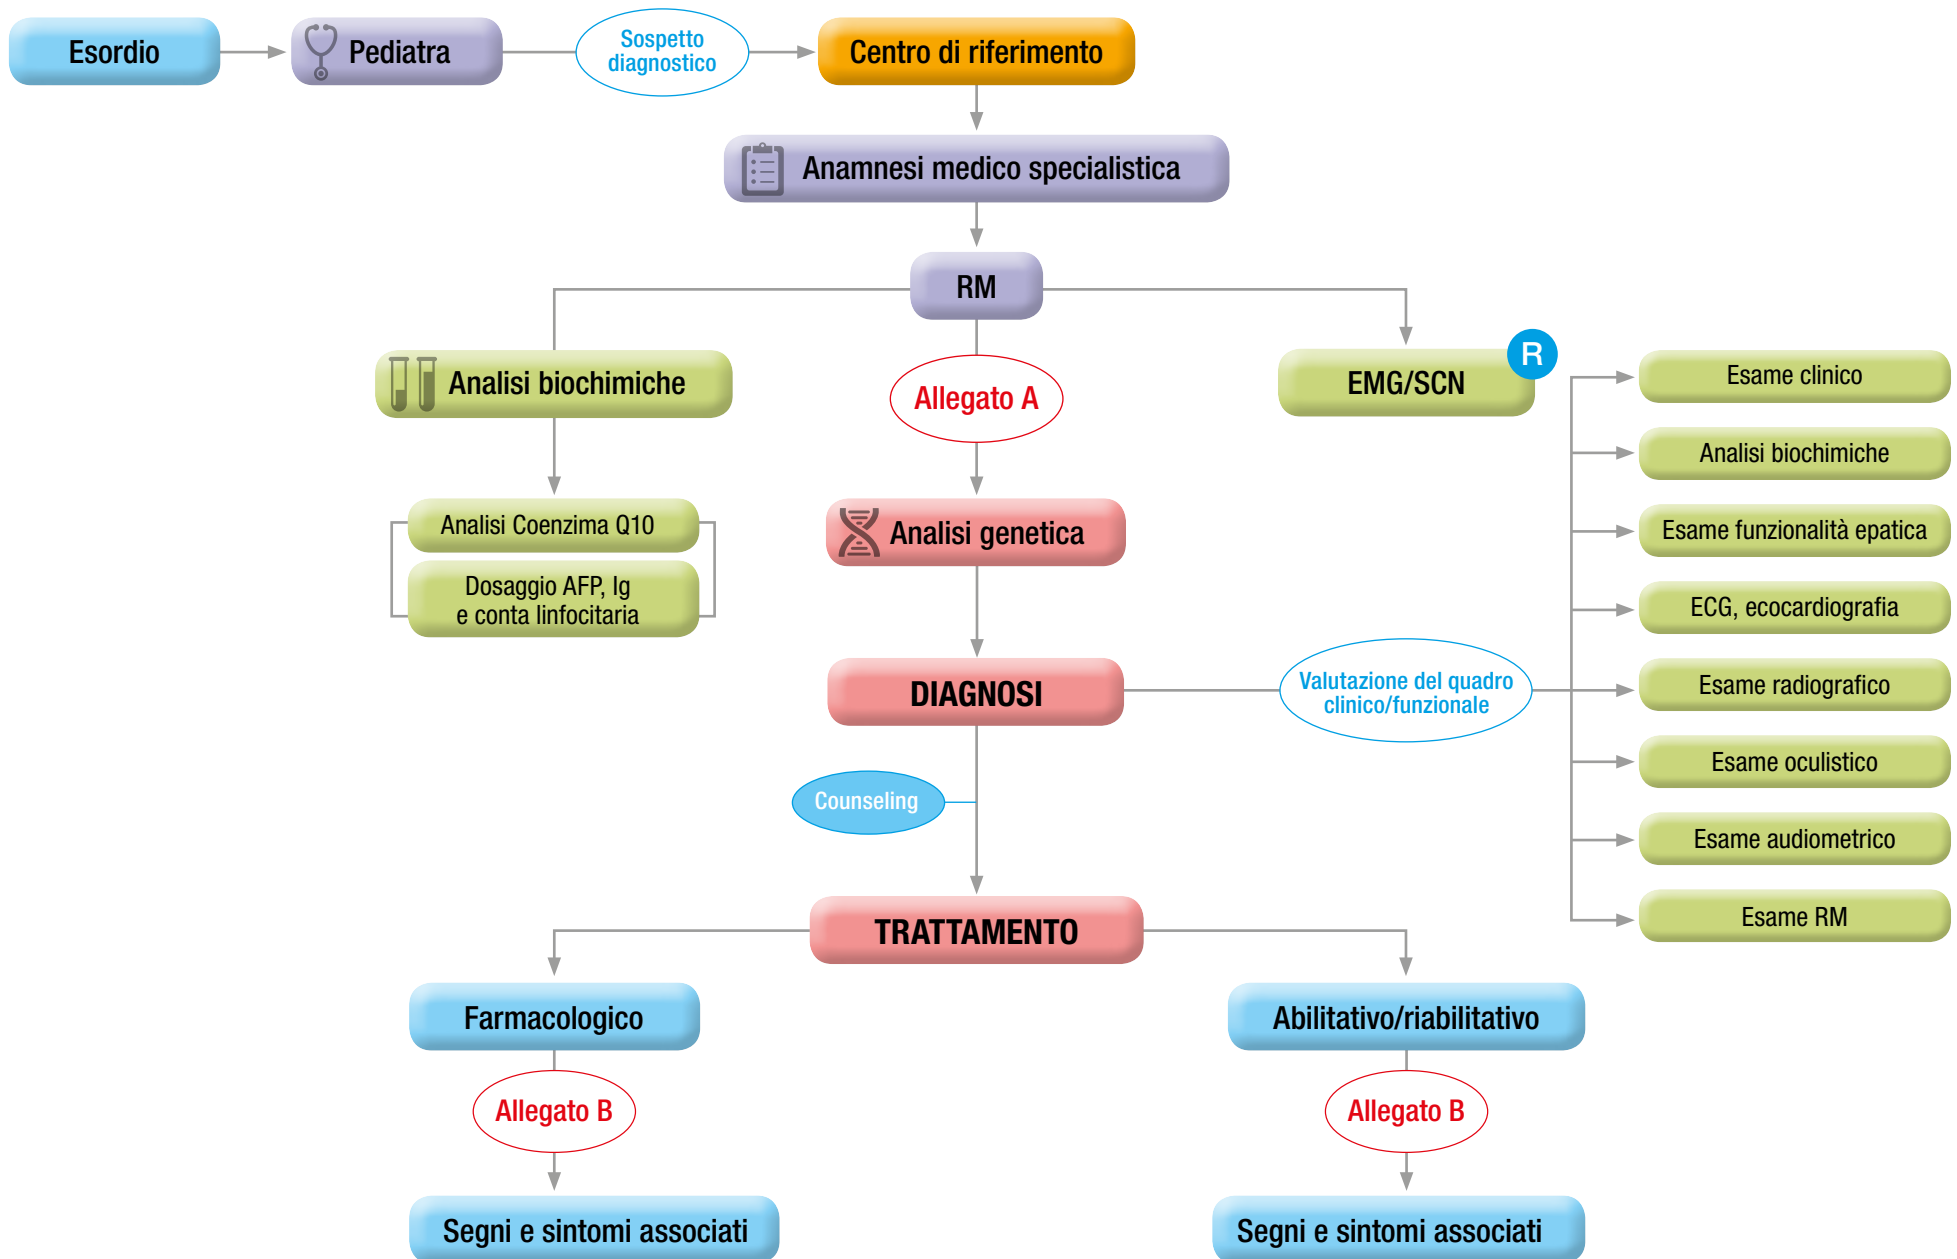 Esordio
Pediatra
Sospetto
diagnostico
Centro di riferimento
Anamnesi medico specialistica
RM
Analisi biochimiche
Allegato A
EMG/SCN
R
Analisi Coenzima Q10
Dosaggio AFP, Ig
e conta linfocitaria
Analisi genetica
DIAGNOSI
Valutazione del quadro
clinico/funzionale
Esame clinico
Analisi biochimiche
Esame funzionalità epatica
ECG, ecocardiografia
Esame radiografico
Esame oculistico
Esame audiometrico
Esame RM
Counseling
TRATTAMENTO
Farmacologico
Abilitativo/riabilitativo
Allegato B
Allegato B
Segni e sintomi associati
Segni e sintomi associati